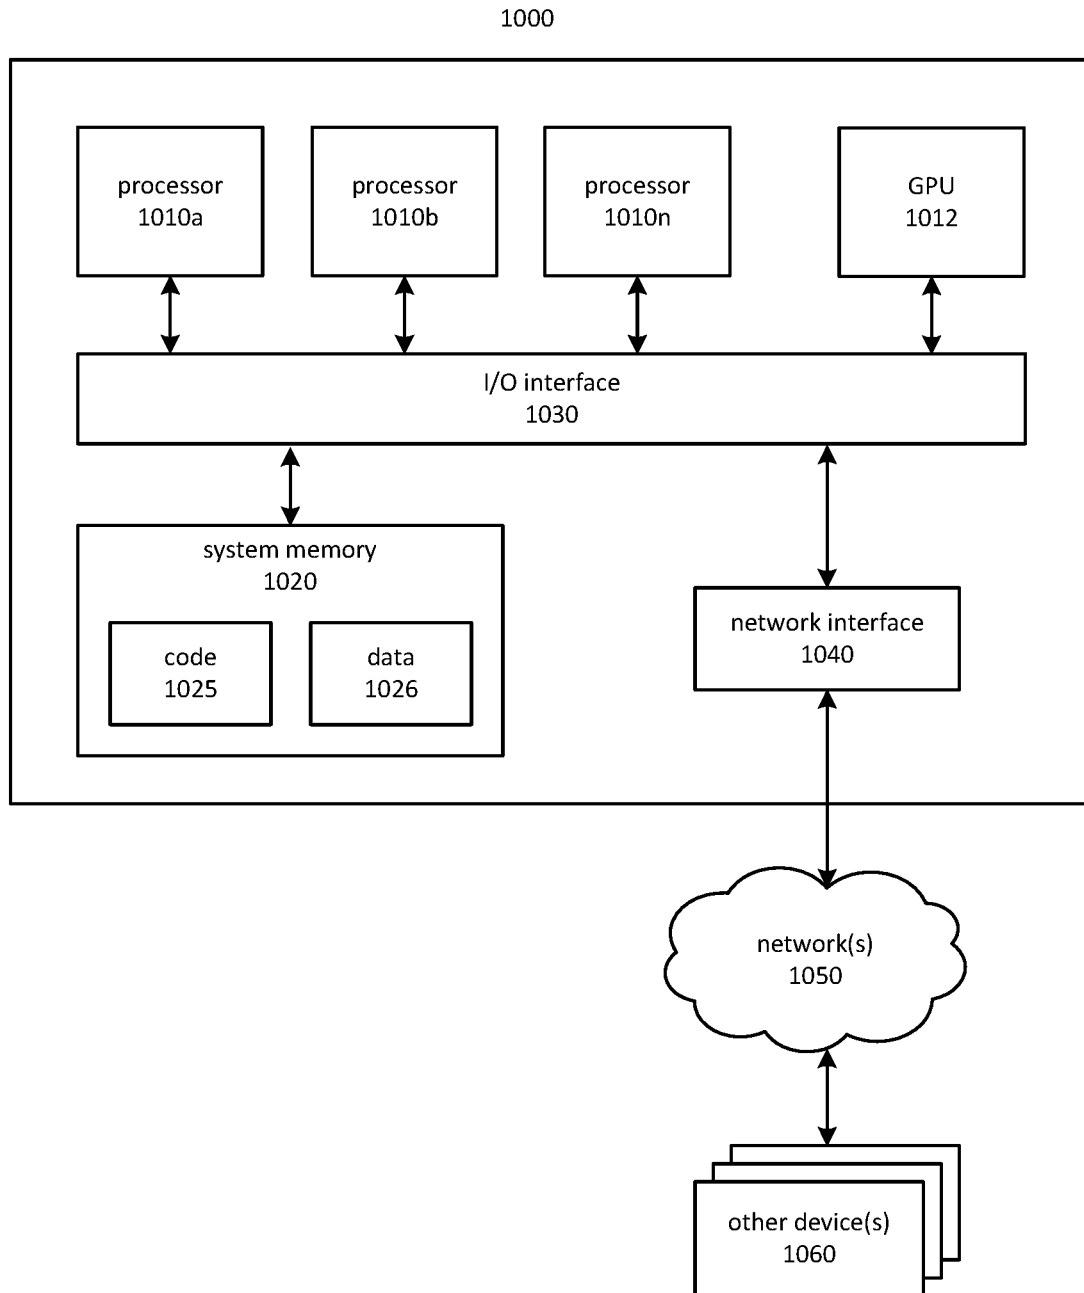 1000
processor
1010a
processor
1010b
processor
1010n
GPU
1012
I/O interface
1030
system memory
1020
code
1025
data
1026
network interface
1040
network(s)
1050
other device(s)
1060